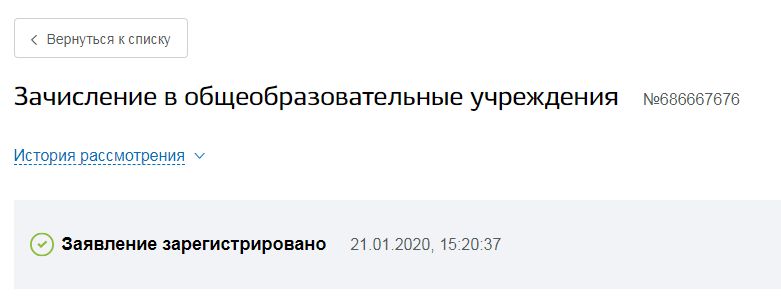 Вернуться к списку
Зачисление в общеобразовательные учреждения №686667676
История рассмотрения
Заявление зарегистрировано 21.01.2020, 15:20:37